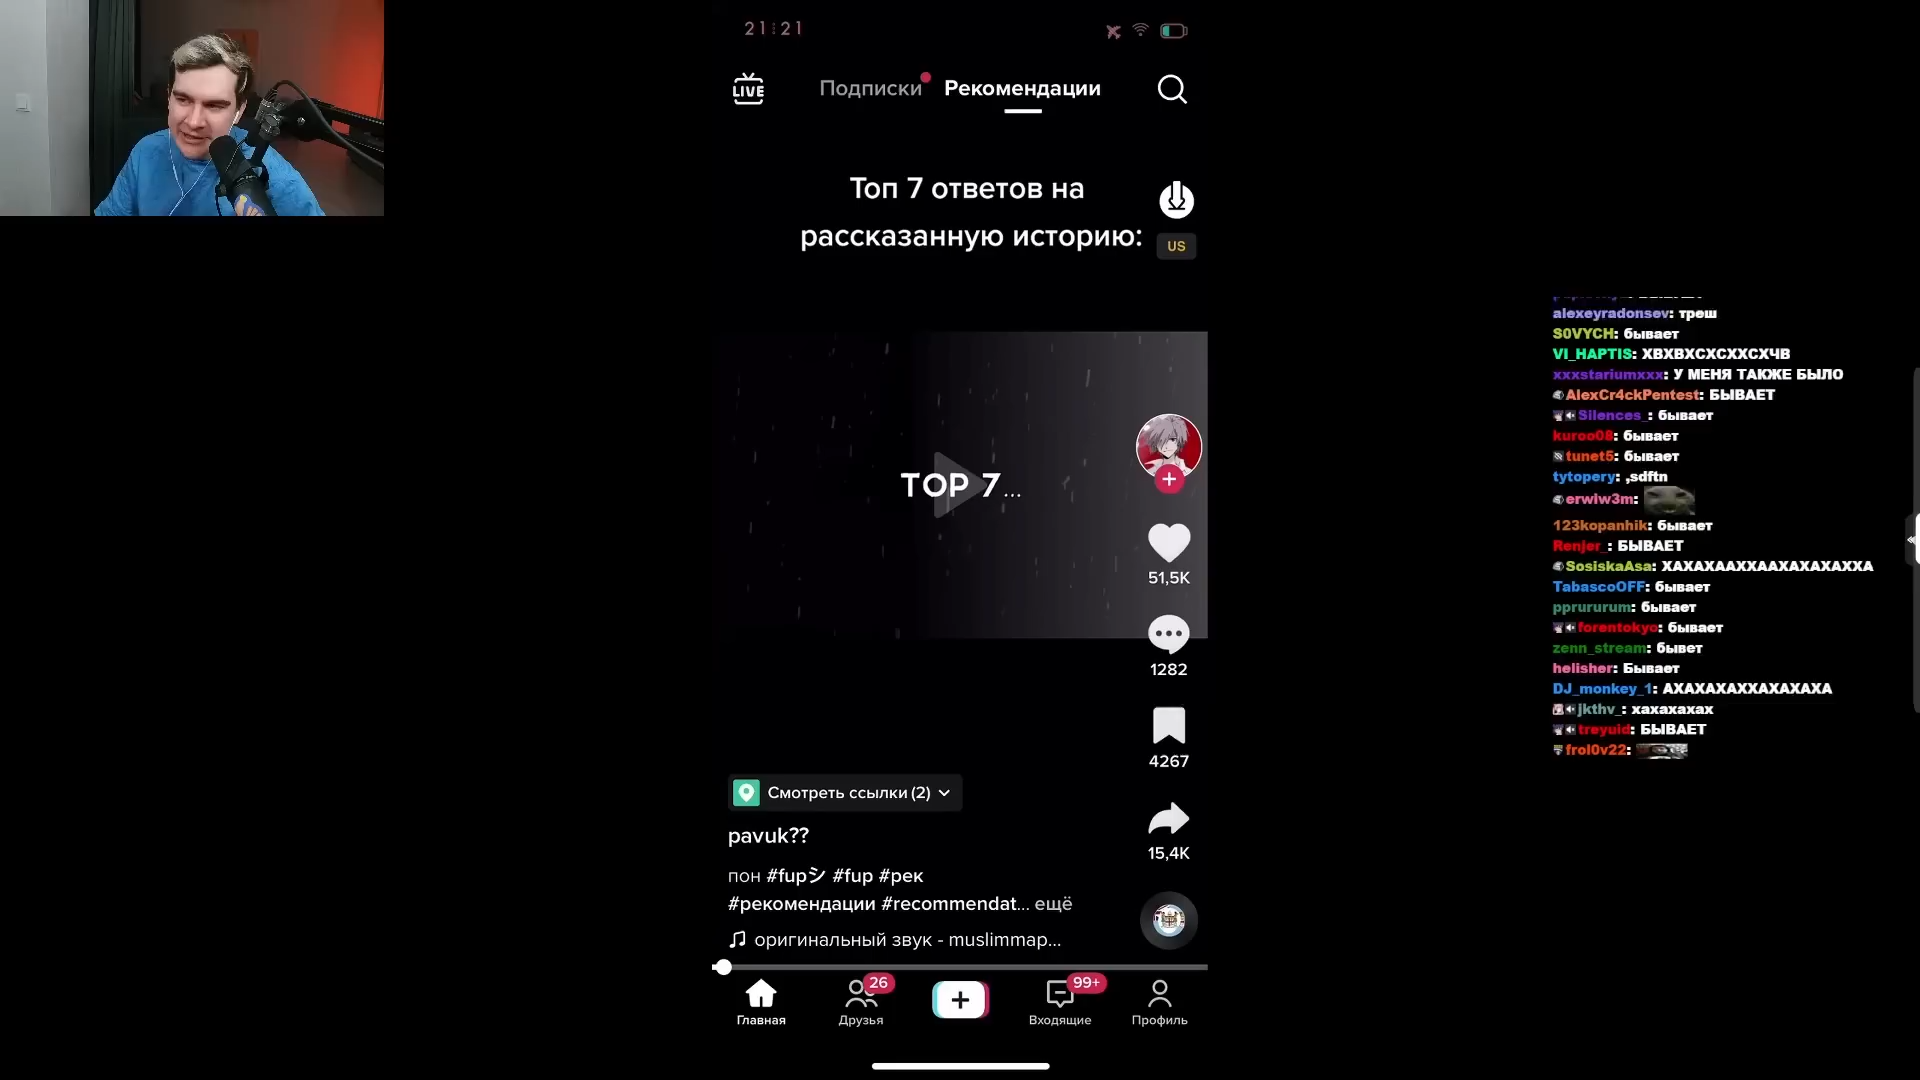 21:21
LIVE
Подписки
Рекомендации
Топ 7 ответов на
рассказанную историю:
US
TOP 7...
51,5K
1282
4267
15,4K
Смотреть ссылки (2)
pavuk??
пон #fupシ #fup #рек
#рекомендации #recommendat... ещё
оригинальный звук - muslimmap...
26
99+
Главная
Друзья
Входящие
Профиль
alexeyradonsev: треш
S0VYCH: бывает
VI_HAPTIS: ХВХВХСХСХХСХЧВ
xxxstariumxxx: У МЕНЯ ТАКЖЕ БЫЛО
AlexCr4ckPentest: БЫВАЕТ
Silences_: бывает
kuroo08: бывает
tunet5: бывает
tytopery: ,sdftn
erwiw3m:
123kopanhik: бывает
Renjer_: БЫВАЕТ
SosiskaAsa: ХАХАХААХХААХАХАХАХХА
TabascoOFF: бывает
pprururum: бывает
forentokyo: бывает
zenn_stream: бывет
helisher: Бывает
DJ_monkey_1: АХАХАХАХХАХАХАХА
jkthv_: хахахахах
treyuid: БЫВАЕТ
frol0v22: